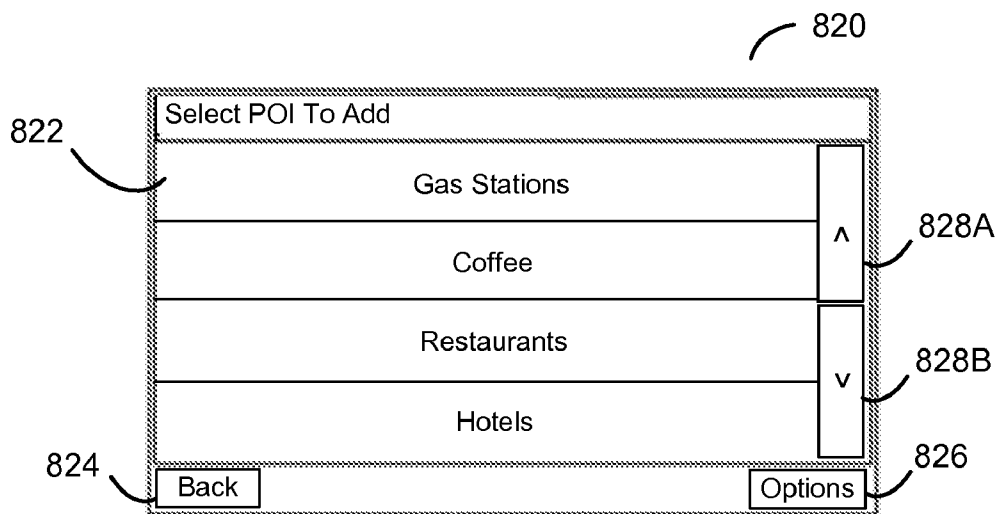 820
Select POI To Add
822
Gas Stations
^
828A
Coffee
Restaurants
v
828B
Hotels
824
Back
Options
826